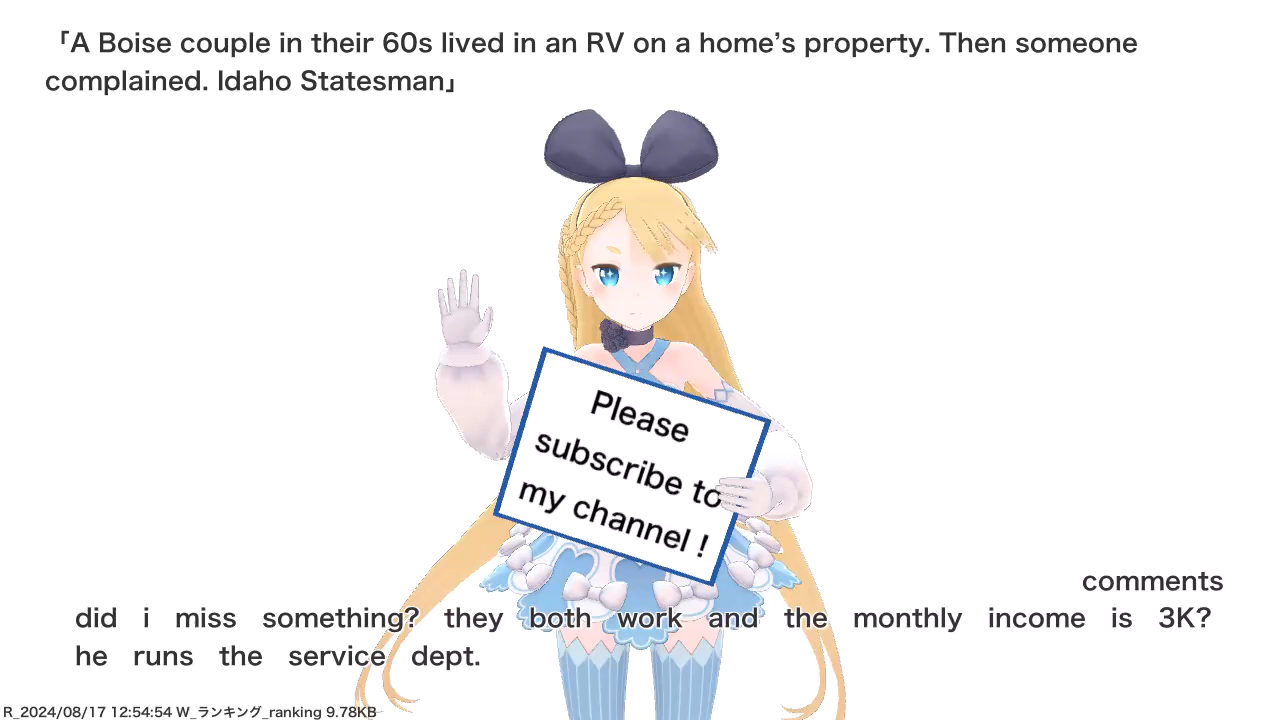 「A Boise couple in their 60s lived in an RV on a home’s property. Then someone
complained. Idaho Statesman」
Please
subscribe to
my channel !
comments
did i miss something? they both work and the monthly income is 3K?
he runs the service dept.
R_2024/08/17 12:54:54 W_ランキング_ranking 9.78KB